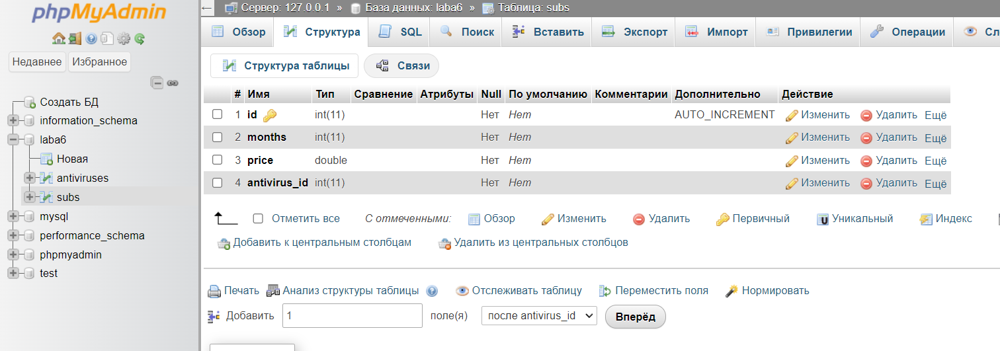 phpMyAdmin
Недавнее Избранное
Создать БД
information_schema
laba6
Новая
antiviruses
subs
mysql
performance_schema
phpmyadmin
test
← Сервер: 127.0.0.1 » База данных: laba6 » Таблица: subs
Обзор Структура SQL Поиск Вставить Экспорт Импорт Привилегии Операции Сл
Структура таблицы Связи
# Имя Тип Сравнение Атрибуты Null По умолчанию Комментарии Дополнительно Действие
1 id int(11) Нет Нет AUTO_INCREMENT Изменить Удалить Ещё
2 months int(11) Нет Нет Изменить Удалить Ещё
3 price double Нет Нет Изменить Удалить Ещё
4 antivirus_id int(11) Нет Нет Изменить Удалить Ещё
Отметить все С отмеченными: Обзор Изменить Удалить Первичный Уникальный Индекс
Добавить к центральным столбцам Удалить из центральных столбцов
Печать Анализ структуры таблицы Отслеживать таблицу Переместить поля Нормировать
Добавить 1 поле(я) после antivirus_id Вперёд